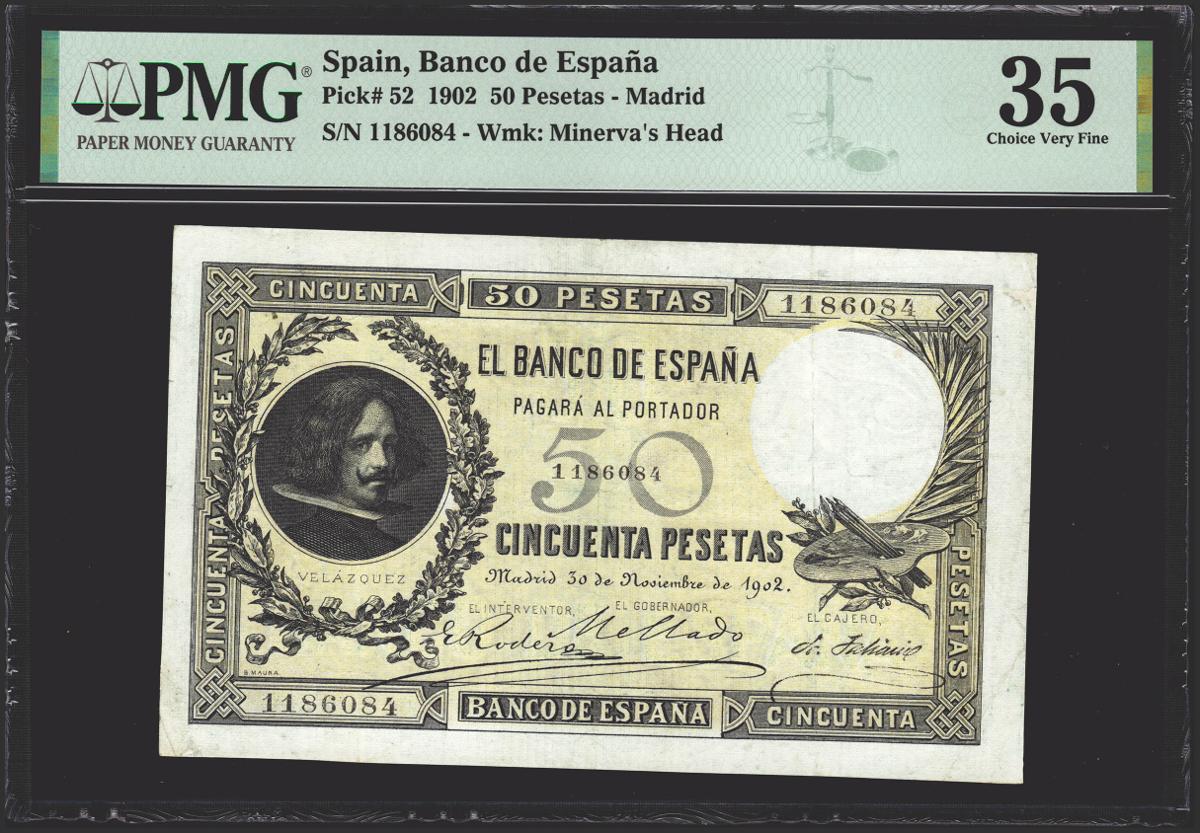 PMG®
PAPER MONEY GUARANTY
Spain, Banco de España
Pick# 52 1902 50 Pesetas - Madrid
S/N 1186084 - Wmk: Minerva's Head
35
Choice Very Fine
CINCUENTA
50 PESETAS
1186084
CINCUENTA PESETAS
EL BANCO DE ESPAÑA
PAGARÁ AL PORTADOR
50
1186084
CINCUENTA PESETAS
Madrid 30 de Noviembre de 1902.
VELÁZQUEZ
EL INTERVENTOR,
EL GOBERNADOR,
EL CAJERO,
Mellado
B. MAURA
PESETAS
1186084
BANCO DE ESPAÑA
CINCUENTA